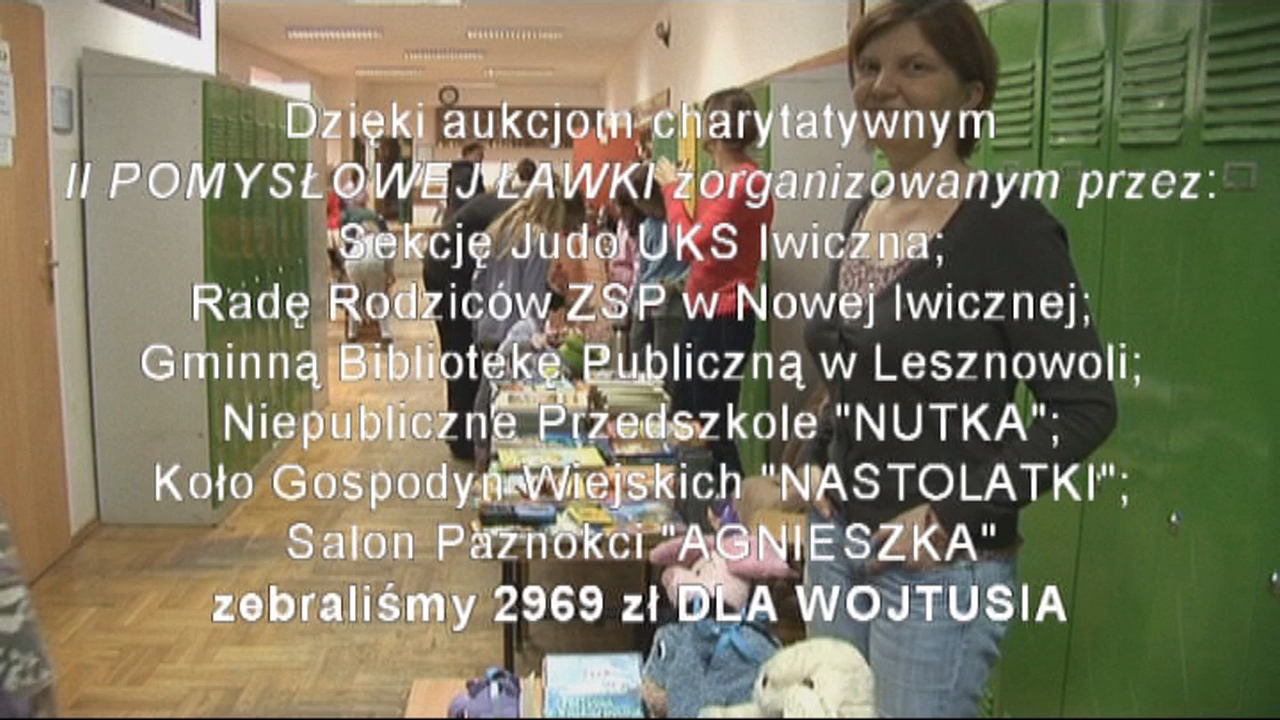 Dzięki aukcjom charytatywnym
II POMYSŁOWEJ ŁAWKI zorganizowanym przez:
Sekcję Judo UKS Iwiczna;
Radę Rodziców ZSP w Nowej Iwicznej;
Gminną Bibliotekę Publiczną w Lesznowoli;
Niepubliczne Przedszkole "NUTKA";
Koło Gospodyń Wiejskich "NASTOLATKI";
Salon Paznokci "AGNIESZKA"
zebraliśmy 2969 zł DLA WOJTUSIA